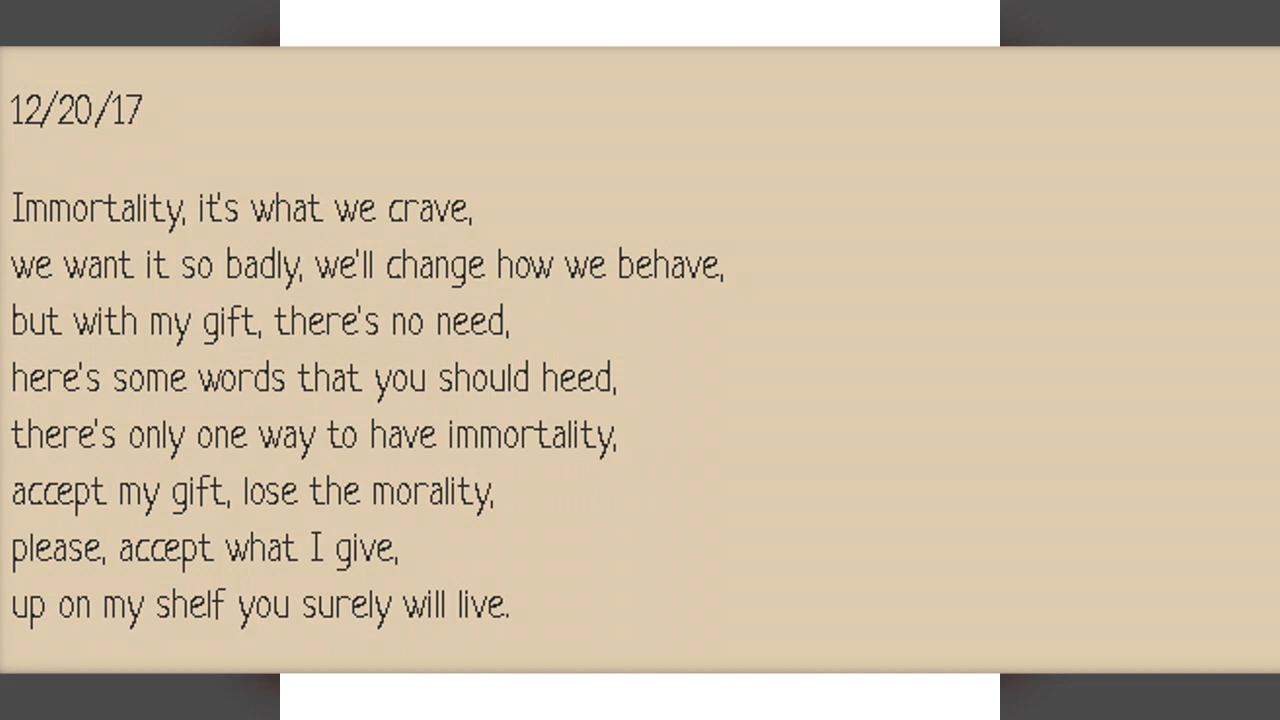 12/20/17
Immortality, it's what we crave,
we want it so badly, we'll change how we behave,
but with my gift, there's no need,
here's some words that you should heed,
there's only one way to have immortality,
accept my gift, lose the morality,
please, accept what I give,
up on my shelf you surely will live.